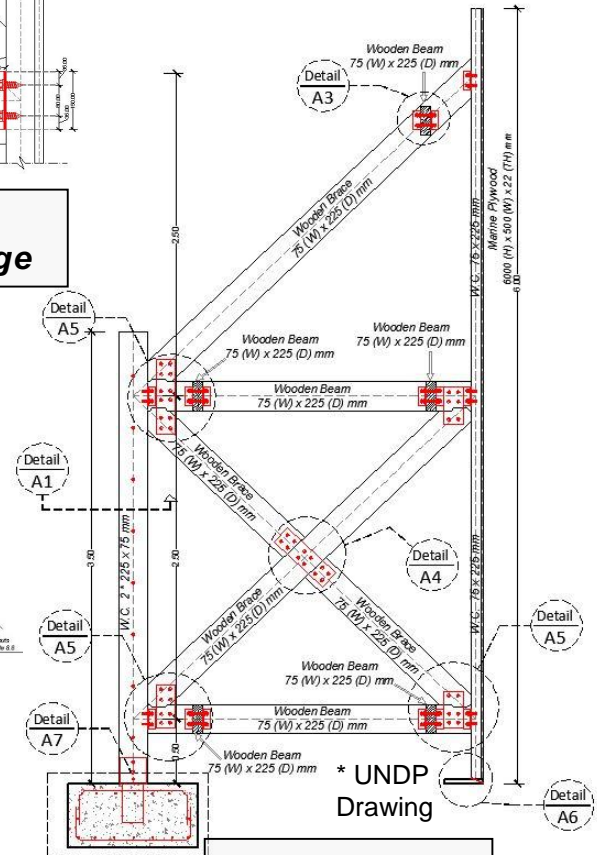 ge
Wooden Beam
75 (W) x 225 (D) mm
Detail
A3
Wooden Brace
75 (W) x 225 (D) mm
W.C. 75 x 225 mm
Marine Plywood
6000 (H) x 500 (W) x 22 (TH) mm
6.00
2.50
Detail
A5
Wooden Beam
75 (W) x 225 (D) mm
Wooden Beam
75 (W) x 225 (D) mm
Wooden Beam
75 (W) x 225 (D) mm
Detail
A1
Wooden Brace
75 (W) x 225 (D) mm
3.50
W.C. 2 * 225 x 75 mm
2.50
Detail
A4
W.C. 75 x 225 mm
Detail
A5
Wooden Brace
75 (W) x 225 (D) mm
Wooden Brace
75 (W) x 225 (D) mm
Detail
A5
Wooden Beam
75 (W) x 225 (D) mm
Wooden Beam
75 (W) x 225 (D) mm
Detail
A7
0.50
Wooden Beam
75 (W) x 225 (D) mm
* UNDP
Drawing
Detail
A6